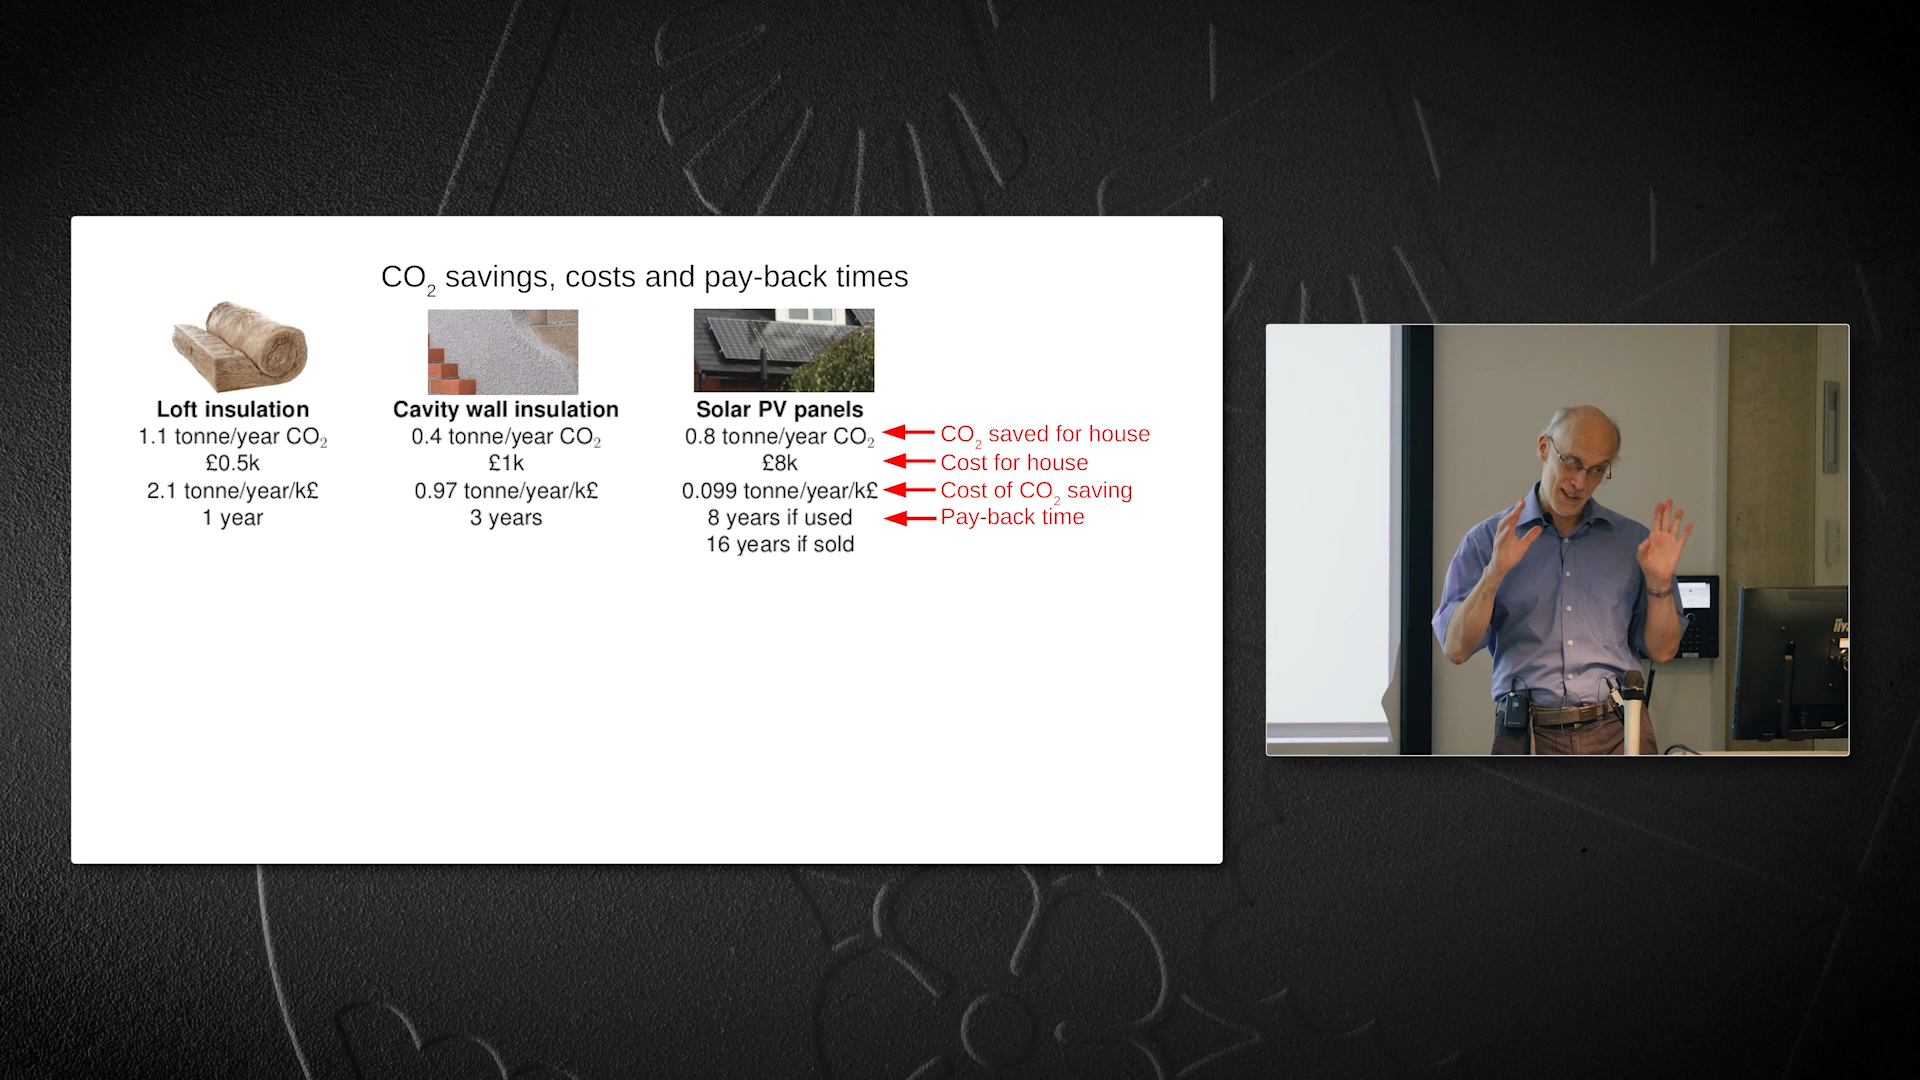 CO₂ savings, costs and pay-back times
Loft insulation
1.1 tonne/year CO₂
£0.5k
2.1 tonne/year/k£
1 year
Cavity wall insulation
0.4 tonne/year CO₂
£1k
0.97 tonne/year/k£
3 years
Solar PV panels
0.8 tonne/year CO₂
£8k
0.099 tonne/year/k£
8 years if used
16 years if sold
CO₂ saved for house
Cost for house
Cost of CO₂ saving
Pay-back time